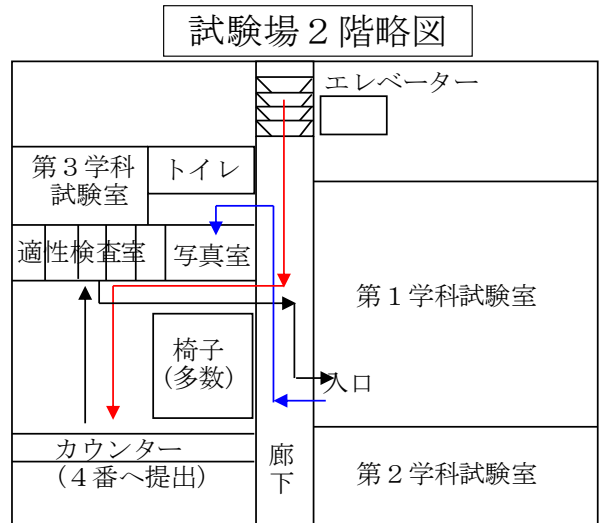 試験場２階略図
エレベーター
第３学科
試験室
トイレ
適性検査室
写真室
第１学科試験室
椅子
(多数)
入口
カウンター
(４番へ提出)
廊
下
第２学科試験室